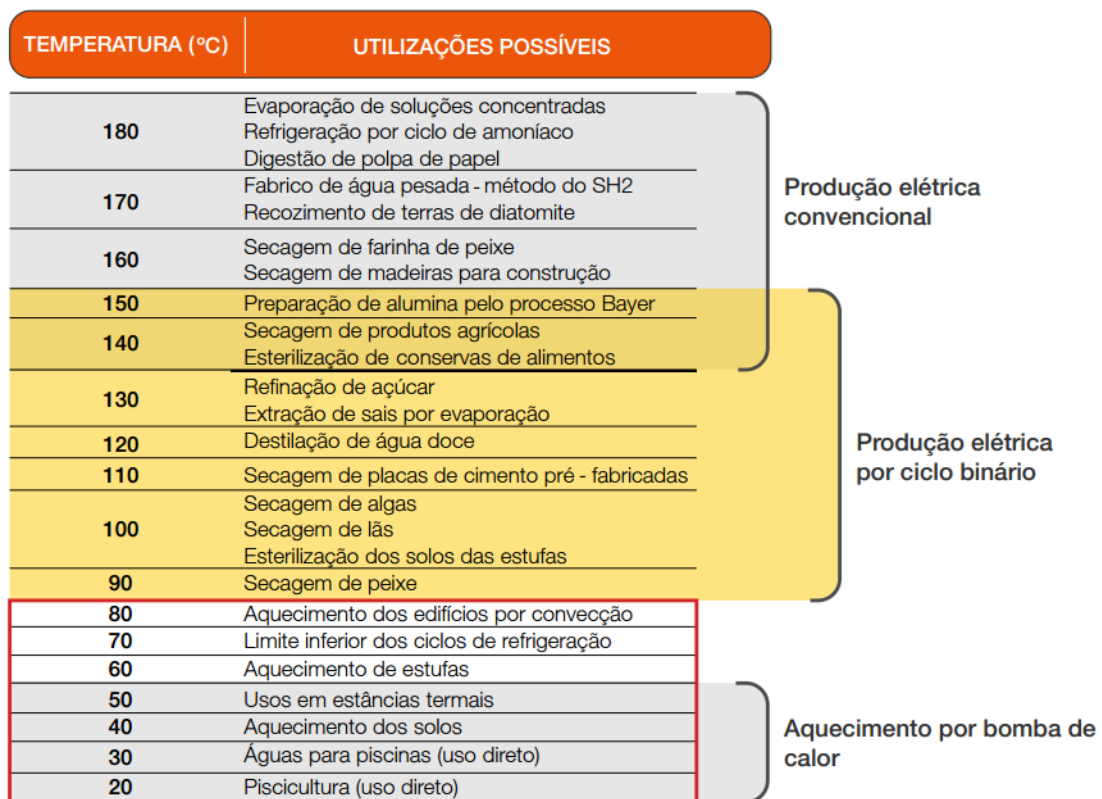 TEMPERATURA (ºC) UTILIZAÇÕES POSSÍVEIS
180
Evaporação de soluções concentradas
Refrigeração por ciclo de amoníaco
Digestão de polpa de papel
170
Fabrico de água pesada - método do SH2
Recozimento de terras de diatomite
160
Secagem de farinha de peixe
Secagem de madeiras para construção
150 Preparação de alumina pelo processo Bayer
140
Secagem de produtos agrícolas
Esterilização de conservas de alimentos
130
Refinação de açúcar
Extração de sais por evaporação
120 Destilação de água doce
110 Secagem de placas de cimento pré - fabricadas
100
Secagem de algas
Secagem de lãs
Esterilização dos solos das estufas
90 Secagem de peixe
80 Aquecimento dos edifícios por convecção
70 Limite inferior dos ciclos de refrigeração
60 Aquecimento de estufas
50 Usos em estâncias termais
40 Aquecimento dos solos
30 Águas para piscinas (uso direto)
20 Piscicultura (uso direto)
Produção elétrica
convencional
Produção elétrica
por ciclo binário
Aquecimento por bomba de
calor